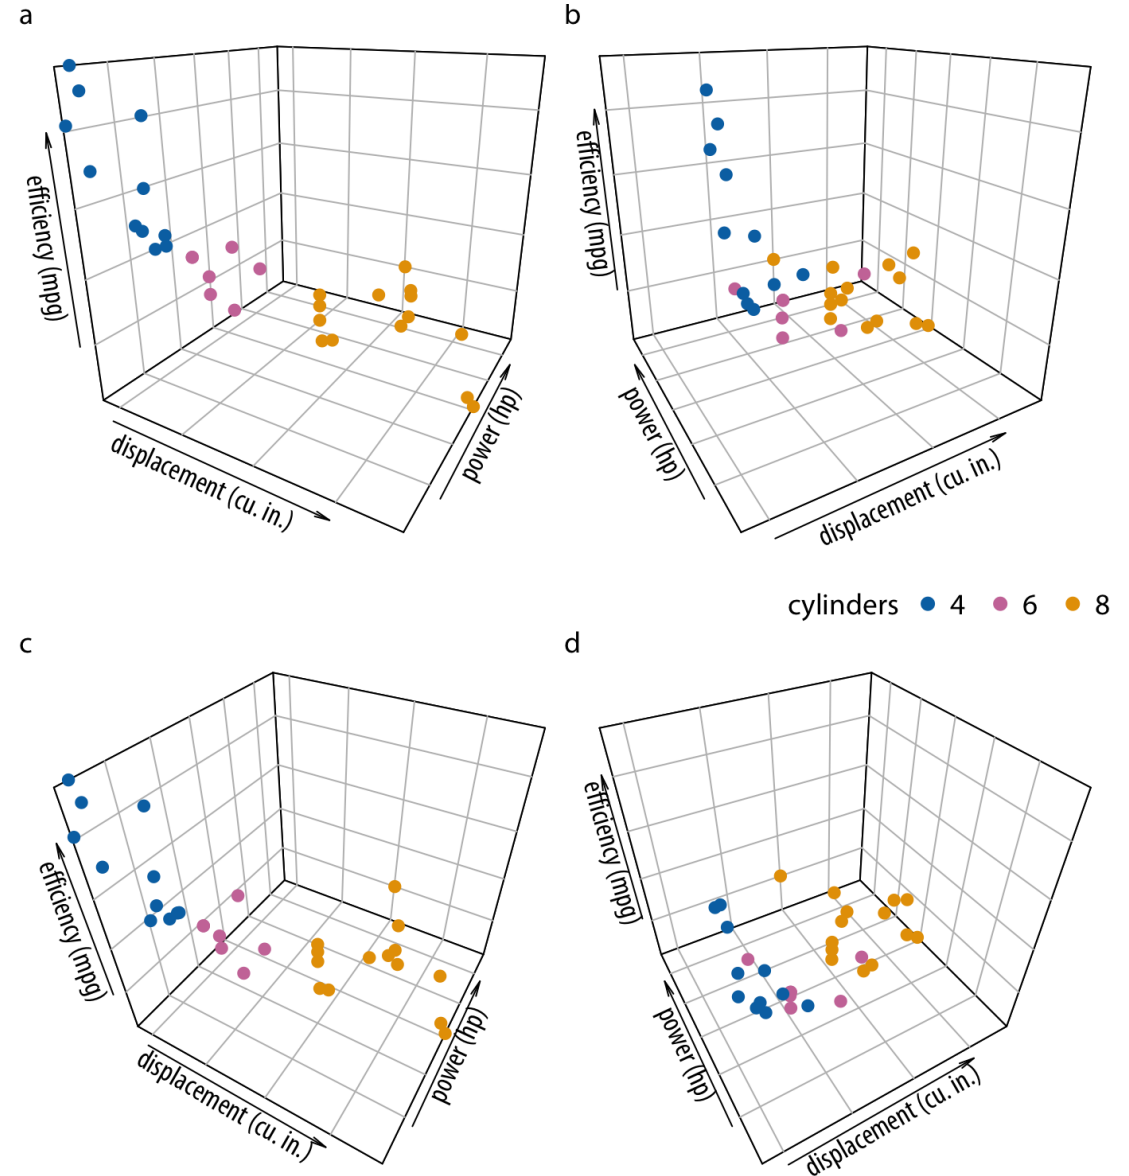 a
efficiency (mpg)
displacement (cu. in.)
power (hp)
b
efficiency (mpg)
power (hp)
displacement (cu. in.)
cylinders 4 6 8
c
efficiency (mpg)
displacement (cu. in.)
power (hp)
d
efficiency (mpg)
power (hp)
displacement (cu. in.)